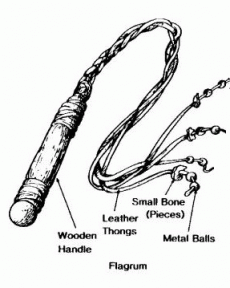 Small Bone
(Pieces)
Leather
Thongs
Wooden
Handle
Metal Balls
Flagrum